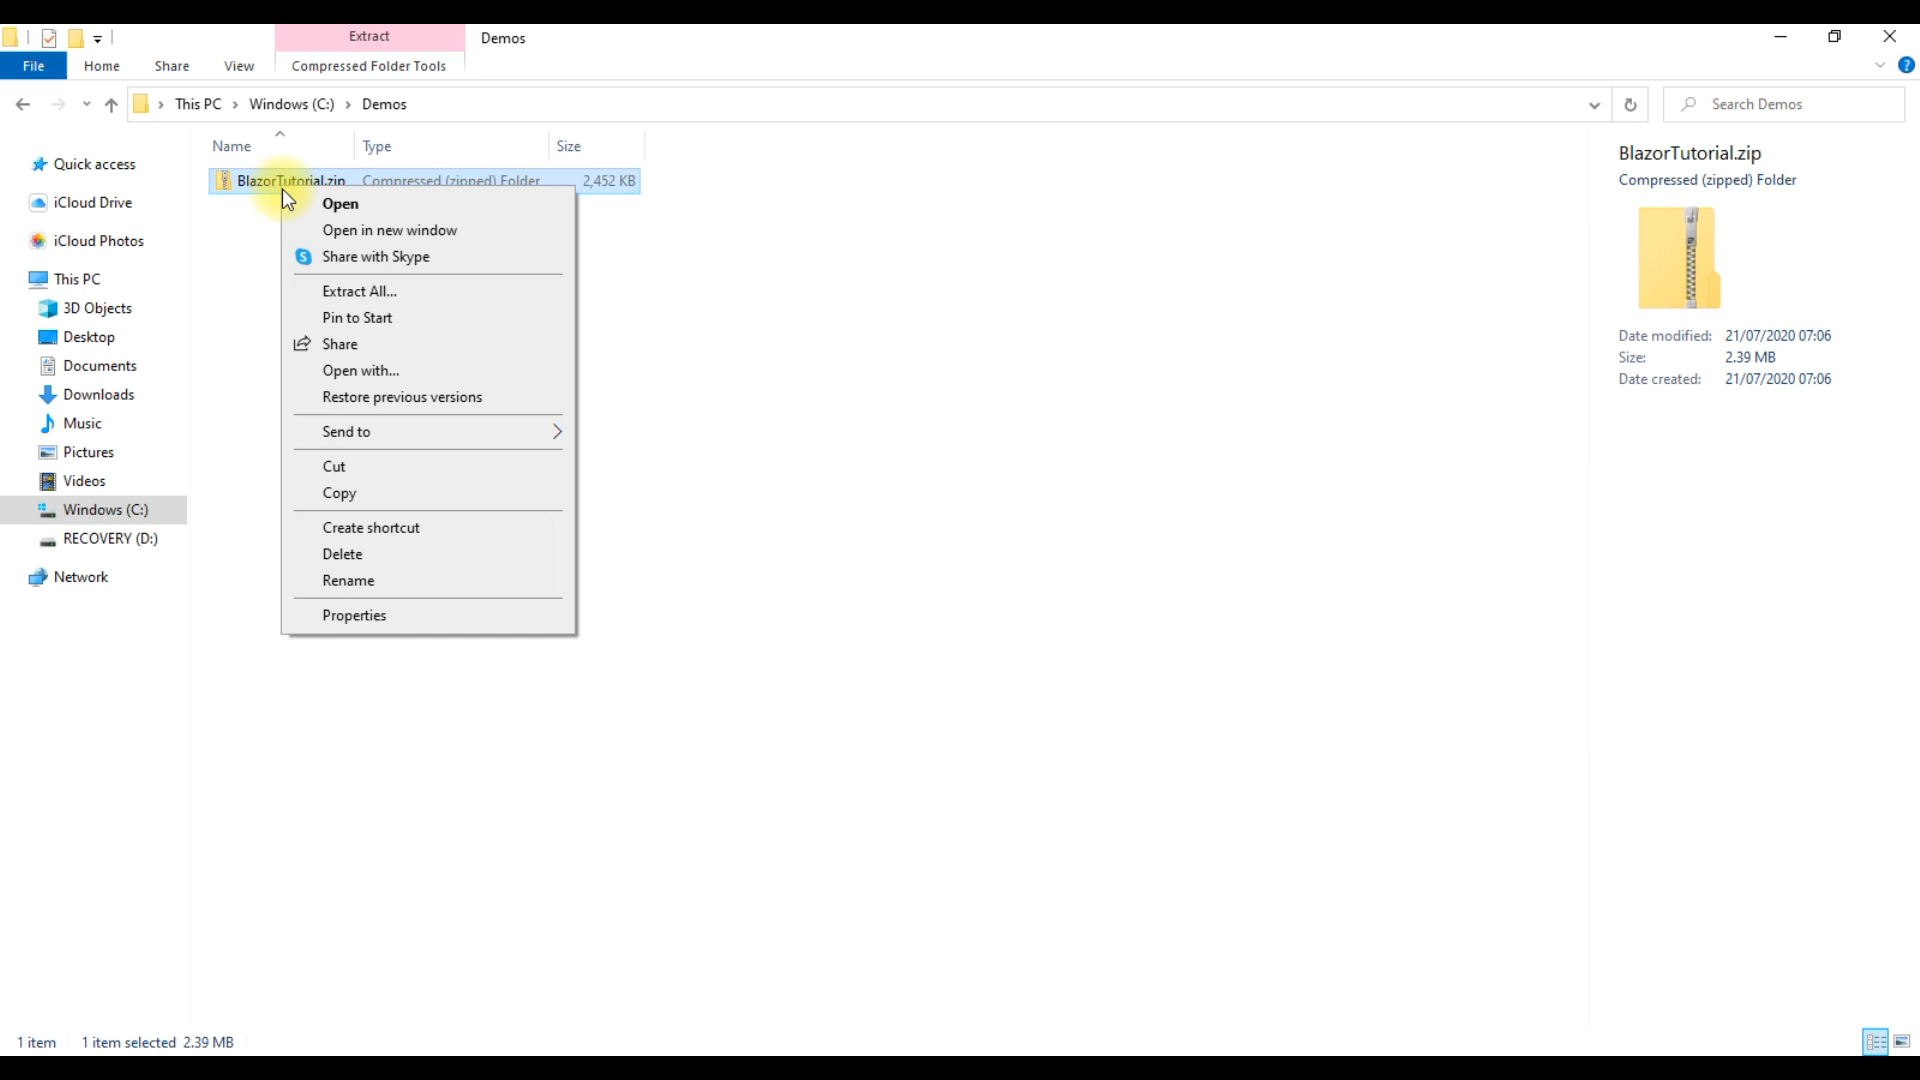 Extract
Demos
File
Home
Share
View
Compressed Folder Tools
This PC > Windows (C:) > Demos
Search Demos
Name
Type
Size
BlazorTutorial.zip
Compressed (zipped) Folder
2,452 KB
Quick access
iCloud Drive
iCloud Photos
This PC
3D Objects
Desktop
Documents
Downloads
Music
Pictures
Videos
Windows (C:)
RECOVERY (D:)
Network
Open
Open in new window
Share with Skype
Extract All...
Pin to Start
Share
Open with...
Restore previous versions
Send to
Cut
Copy
Create shortcut
Delete
Rename
Properties
BlazorTutorial.zip
Compressed (zipped) Folder
Date modified: 21/07/2020 07:06
Size: 2.39 MB
Date created: 21/07/2020 07:06
1 item
1 item selected 2.39 MB